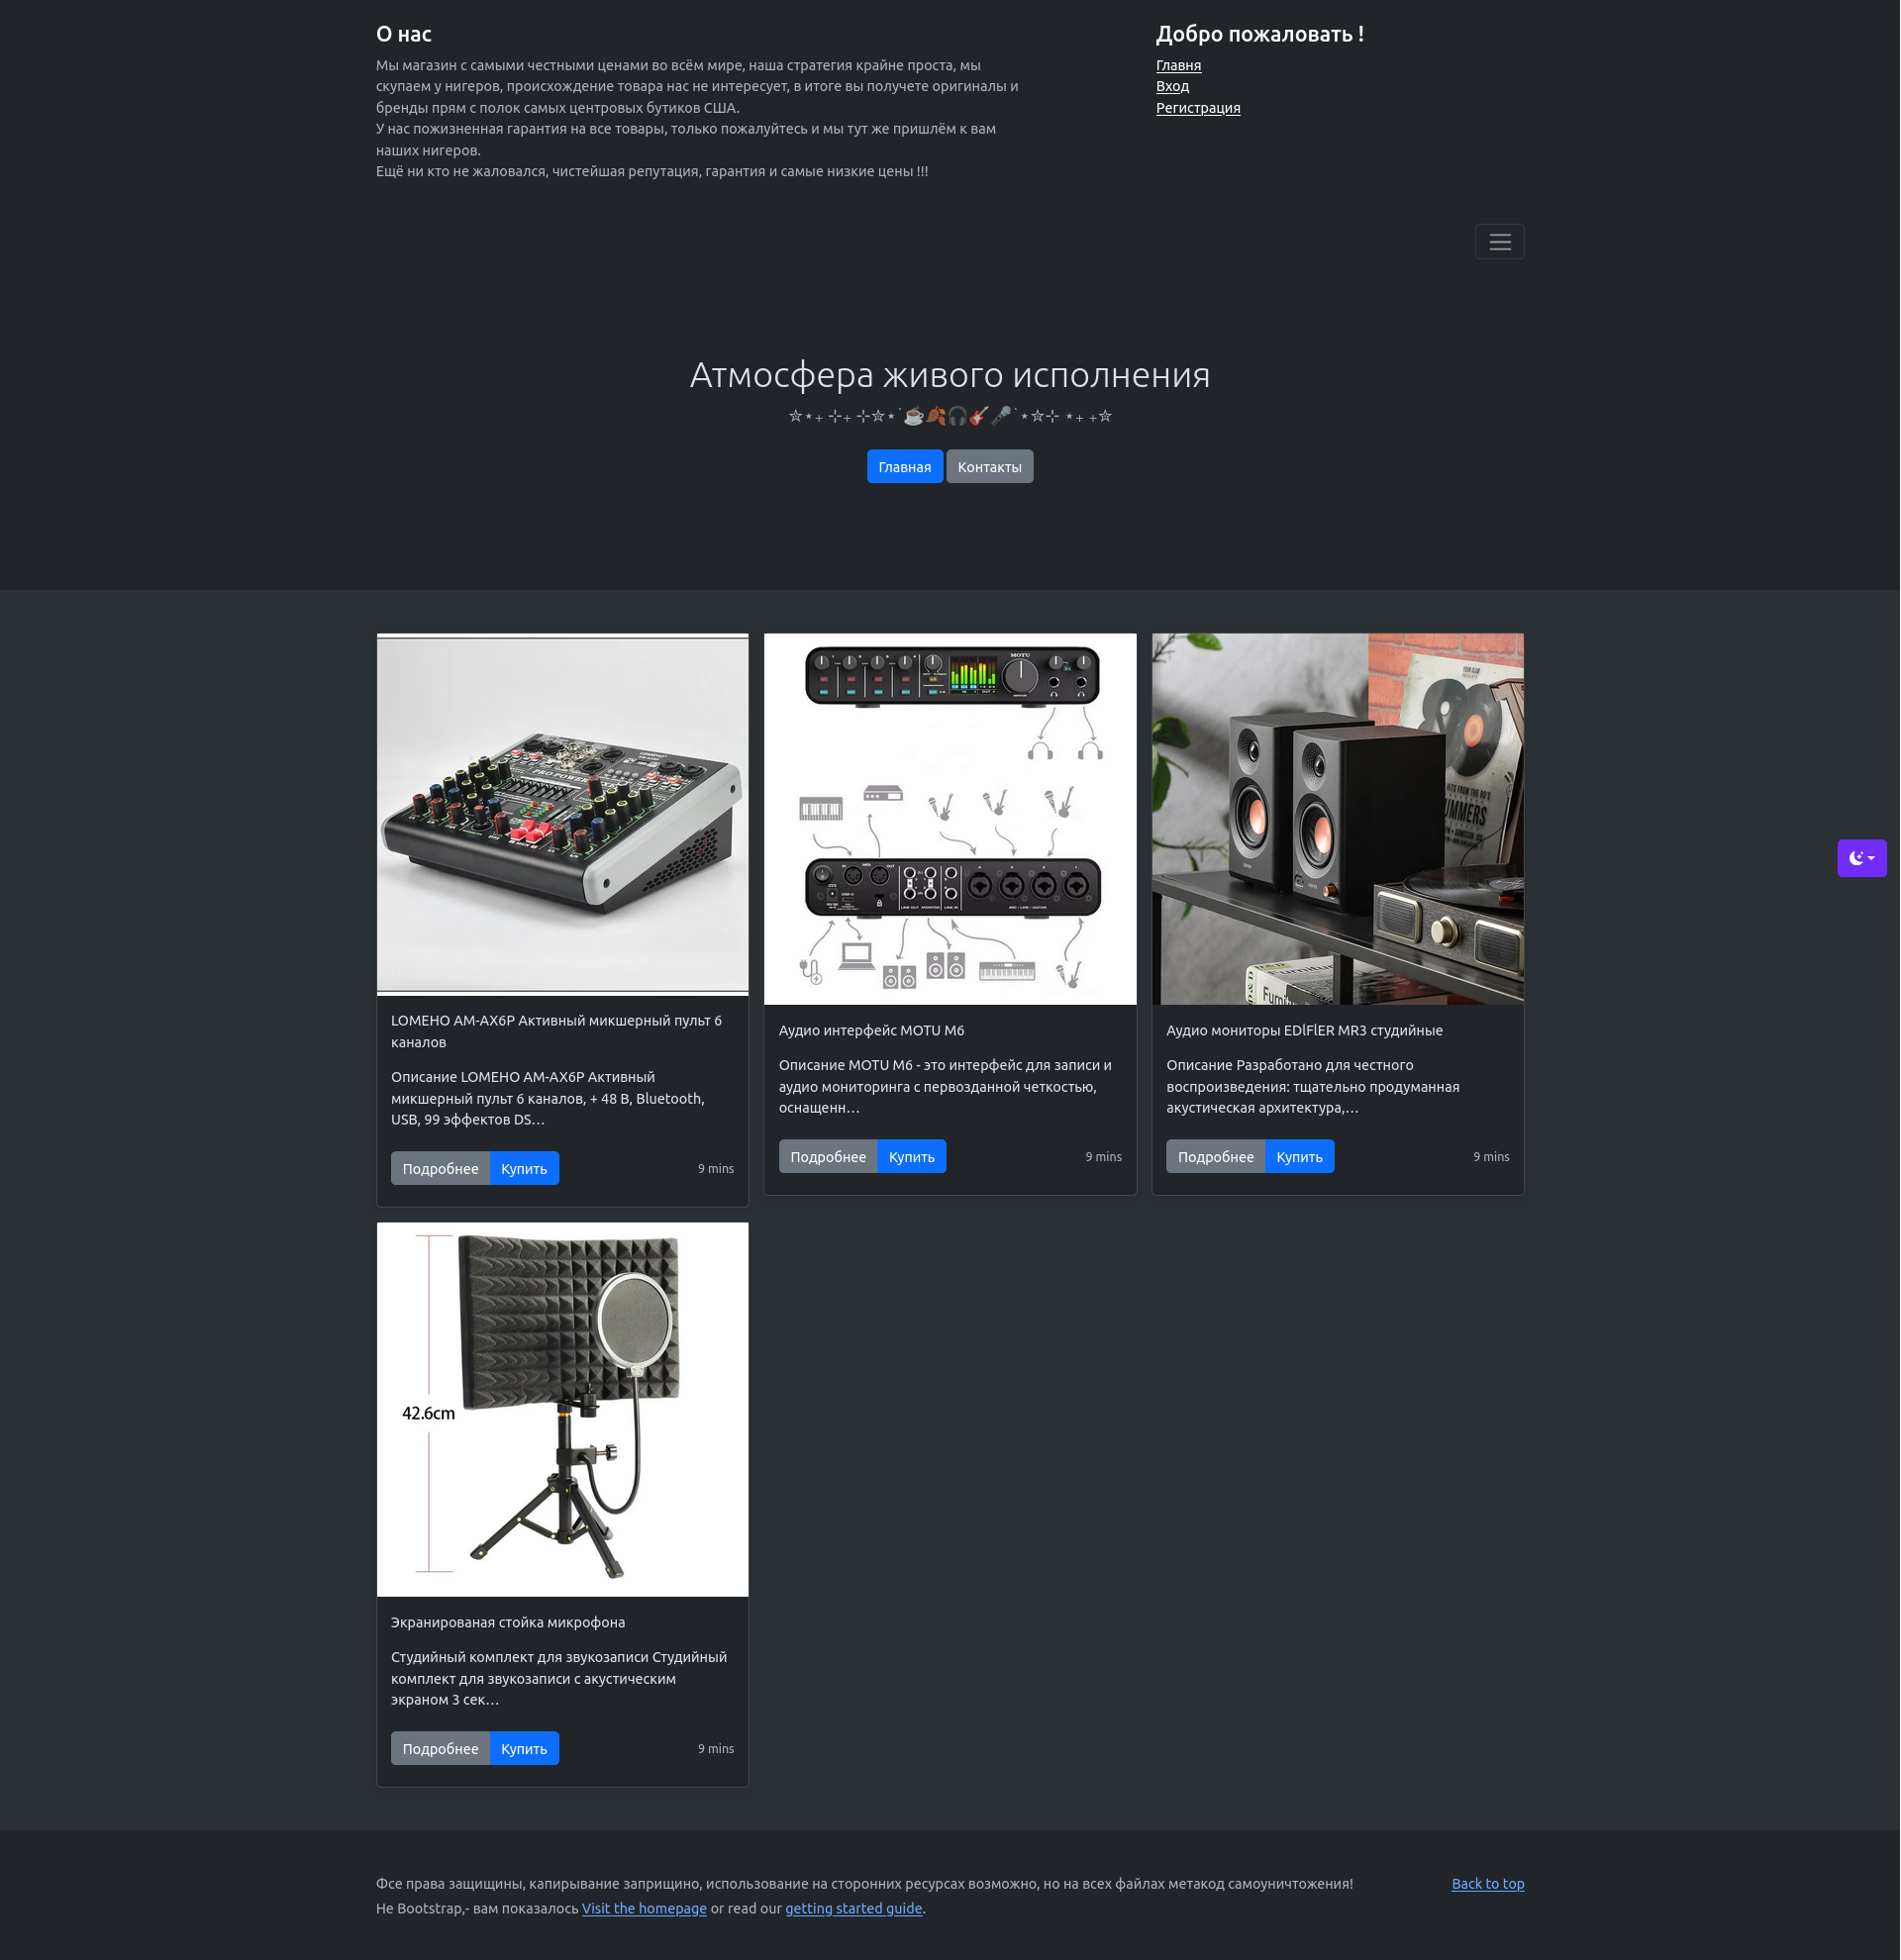 О нас
Мы магазин с самыми честными ценами во всём мире, наша стратегия крайне проста, мы
скупаем у нигеров, происхождение товара нас не интересует, в итоге вы получете оригиналы и
бренды прям с полок самых центровых бутиков США.
У нас пожизненная гарантия на все товары, только пожалуйтесь и мы тут же пришлём к вам
наших нигеров.
Ещё ни кто не жаловался, чистейшая репутация, гарантия и самые низкие цены !!!
Добро пожаловать !
Главня
Вход
Регистрация
Атмосфера живого исполнения
Главная Контакты
MOTU
42.6cm
LOMEHO AM-AX6P Активный микшерный пульт 6
каналов
Описание LOMEHO AM-AX6P Активный
микшерный пульт 6 каналов, + 48 В, Bluetooth,
USB, 99 эффектов DS…
Подробнее Купить 9 mins
Аудио интерфейс MOTU M6
Описание MOTU M6 - это интерфейс для записи и
аудио мониторинга с первозданной четкостью,
оснащенн…
Подробнее Купить 9 mins
Аудио мониторы EDlFlER MR3 студийные
Описание Разработано для честного
воспроизведения: тщательно продуманная
акустическая архитектура,…
Подробнее Купить 9 mins
Экранированая стойка микрофона
Студийный комплект для звукозаписи Студийный
комплект для звукозаписи с акустическим
экраном 3 сек…
Подробнее Купить 9 mins
Фсе права защищины, капирывание заприщино, использование на сторонних ресурсах возможно, но на всех файлах метакод самоуничтожения!
Back to top
Не Bootstrap,- вам показалось Visit the homepage or read our getting started guide.